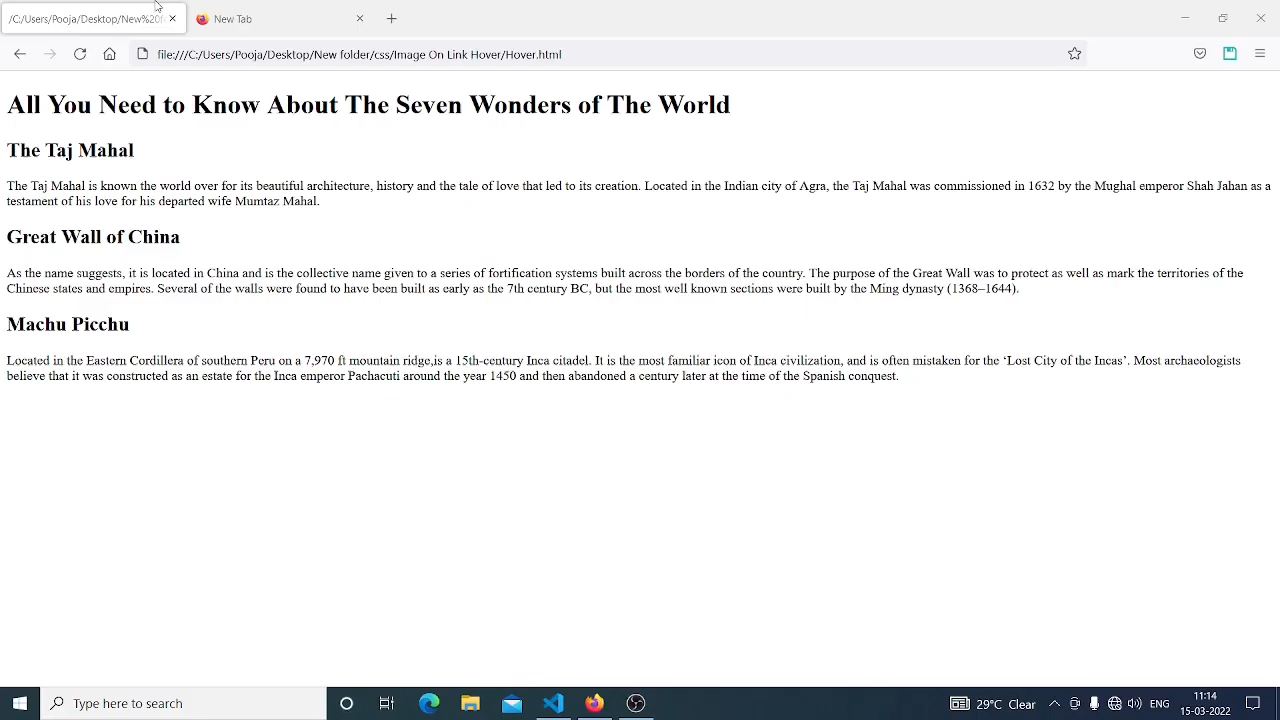 /C:/Users/Pooja/Desktop/New%20f
New Tab
file:///C:/Users/Pooja/Desktop/New folder/css/Image On Link Hover/Hover.html
All You Need to Know About The Seven Wonders of The World
The Taj Mahal
The Taj Mahal is known the world over for its beautiful architecture, history and the tale of love that led to its creation. Located in the Indian city of Agra, the Taj Mahal was commissioned in 1632 by the Mughal emperor Shah Jahan as a
testament of his love for his departed wife Mumtaz Mahal.
Great Wall of China
As the name suggests, it is located in China and is the collective name given to a series of fortification systems built across the borders of the country. The purpose of the Great Wall was to protect as well as mark the territories of the
Chinese states and empires. Several of the walls were found to have been built as early as the 7th century BC, but the most well known sections were built by the Ming dynasty (1368–1644).
Machu Picchu
Located in the Eastern Cordillera of southern Peru on a 7,970 ft mountain ridge,is a 15th-century Inca citadel. It is the most familiar icon of Inca civilization, and is often mistaken for the ‘Lost City of the Incas’. Most archaeologists
believe that it was constructed as an estate for the Inca emperor Pachacuti around the year 1450 and then abandoned a century later at the time of the Spanish conquest.
Type here to search
29°C Clear
ENG
11:14
15-03-2022